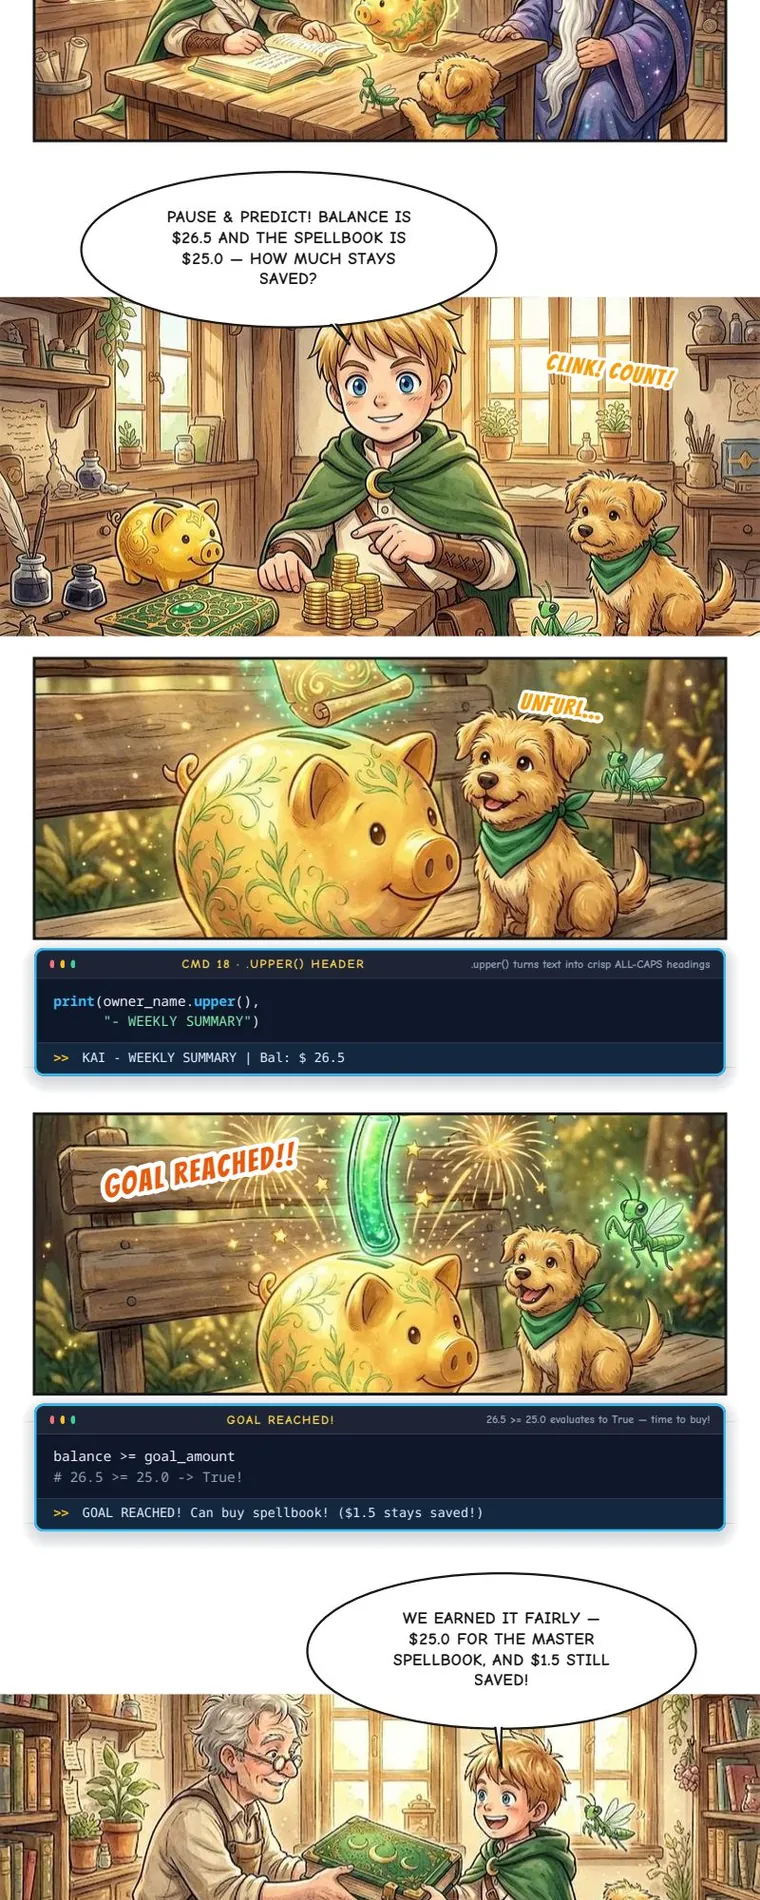 PAUSE & PREDICT! BALANCE IS
$26.5 AND THE SPELLBOOK IS
$25.0 — HOW MUCH STAYS
SAVED?
CLINK! COUNT!
UNFURL...
CMD 18 · .UPPER() HEADER
.upper() turns text into crisp ALL-CAPS headings
print(owner_name.upper(),
"- WEEKLY SUMMARY")
>> KAI - WEEKLY SUMMARY | Bal: $ 26.5
GOAL REACHED!!
GOAL REACHED!
26.5 >= 25.0 evaluates to True — time to buy!
balance >= goal_amount
# 26.5 >= 25.0 -> True!
>> GOAL REACHED! Can buy spellbook! ($1.5 stays saved!)
WE EARNED IT FAIRLY —
$25.0 FOR THE MASTER
SPELLBOOK, AND $1.5 STILL
SAVED!